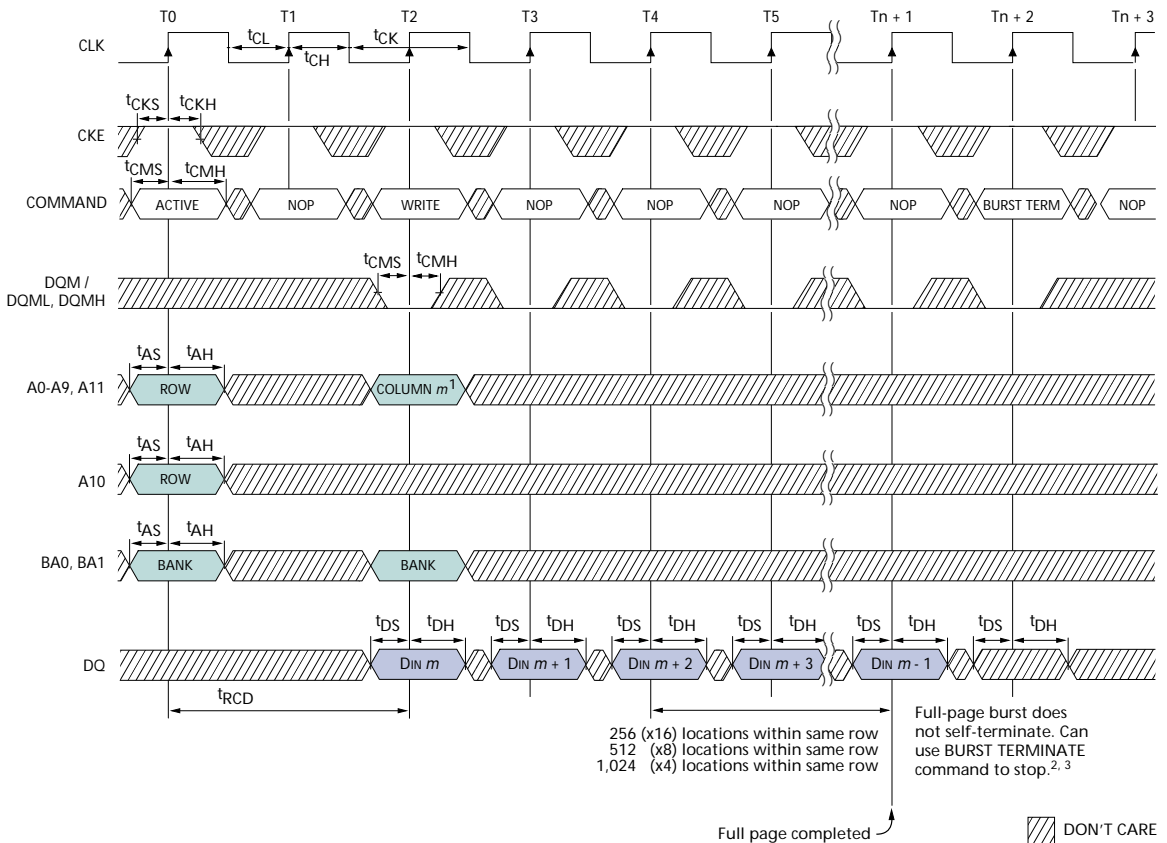 T0 T1 T2 T3 T4 T5 Tn + 1 Tn + 2 Tn + 3
CLK
tCL tCK
tCH
tCKS tCKH
CKE
tCMS tCMH
COMMAND ACTIVE NOP WRITE NOP NOP NOP NOP BURST TERM NOP
tCMS tCMH
DQM /
DQML, DQMH
tAS tAH
A0-A9, A11 ROW COLUMN m1
tAS tAH
A10 ROW
tAS tAH
BA0, BA1 BANK BANK
tDS tDH tDS tDH tDS tDH tDS tDH tDS tDH tDS tDH
DQ DIN m DIN m + 1 DIN m + 2 DIN m + 3 DIN m - 1
tRCD
256 (x16) locations within same row
512 (x8) locations within same row
1,024 (x4) locations within same row
Full-page burst does
not self-terminate. Can
use BURST TERMINATE
command to stop.2, 3
Full page completed
DON'T CARE